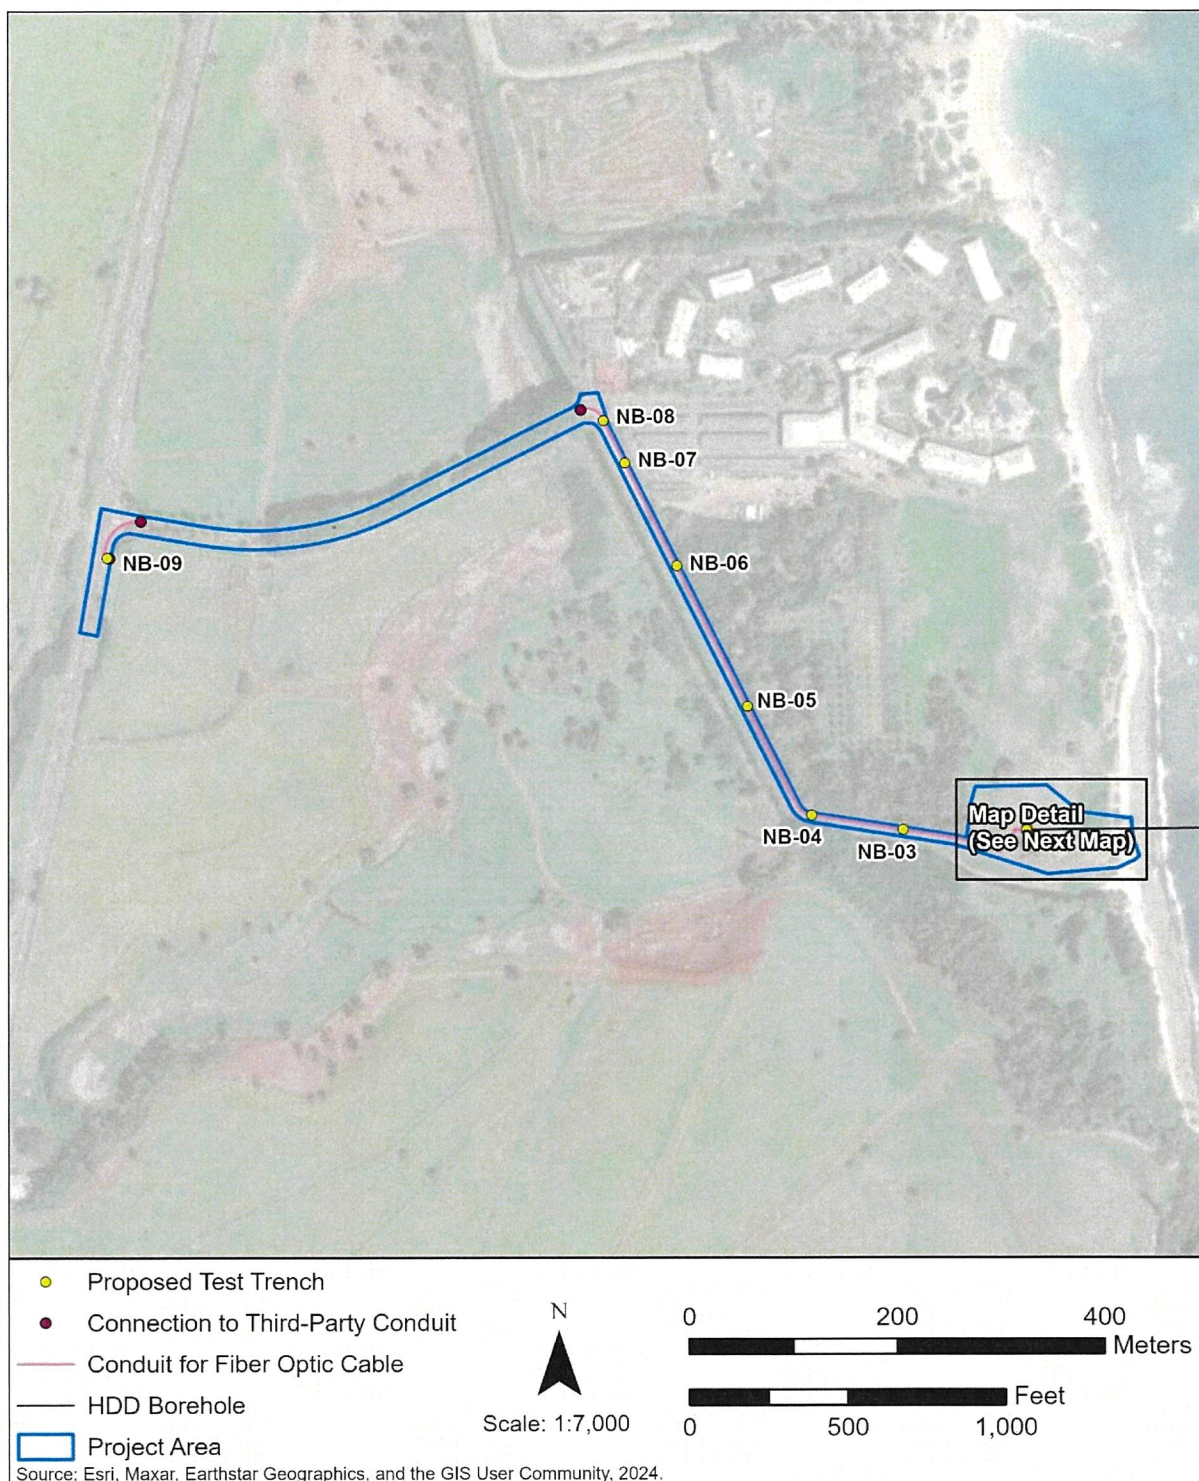 NB-08
NB-07
NB-09
NB-06
NB-05
Map Detail
(See Next Map)
NB-04
NB-03
Proposed Test Trench
Connection to Third-Party Conduit
Conduit for Fiber Optic Cable
HDD Borehole
Project Area
N
Scale: 1:7,000
0 200 400
Meters
Feet
0 500 1,000
Source: Esri, Maxar, Earthstar Geographics, and the GIS User Community, 2024.